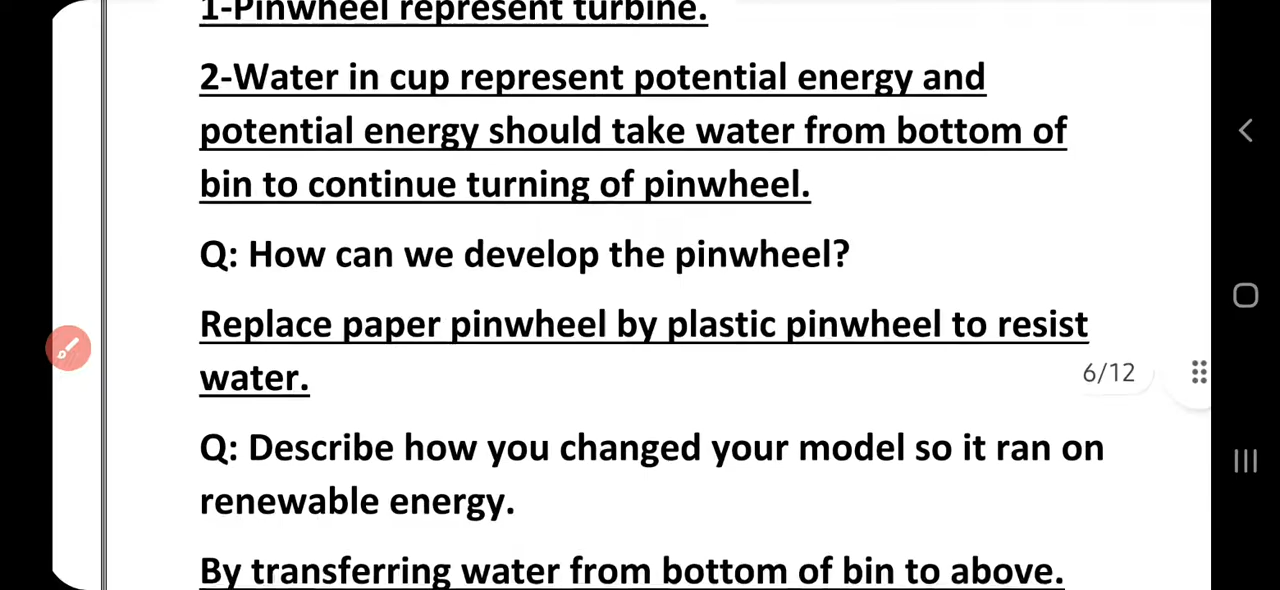 1-Pinwheel represent turbine.
2-Water in cup represent potential energy and
potential energy should take water from bottom of
bin to continue turning of pinwheel.
Q: How can we develop the pinwheel?
Replace paper pinwheel by plastic pinwheel to resist
water.
6/12
Q: Describe how you changed your model so it ran on
renewable energy.
By transferring water from bottom of bin to above.